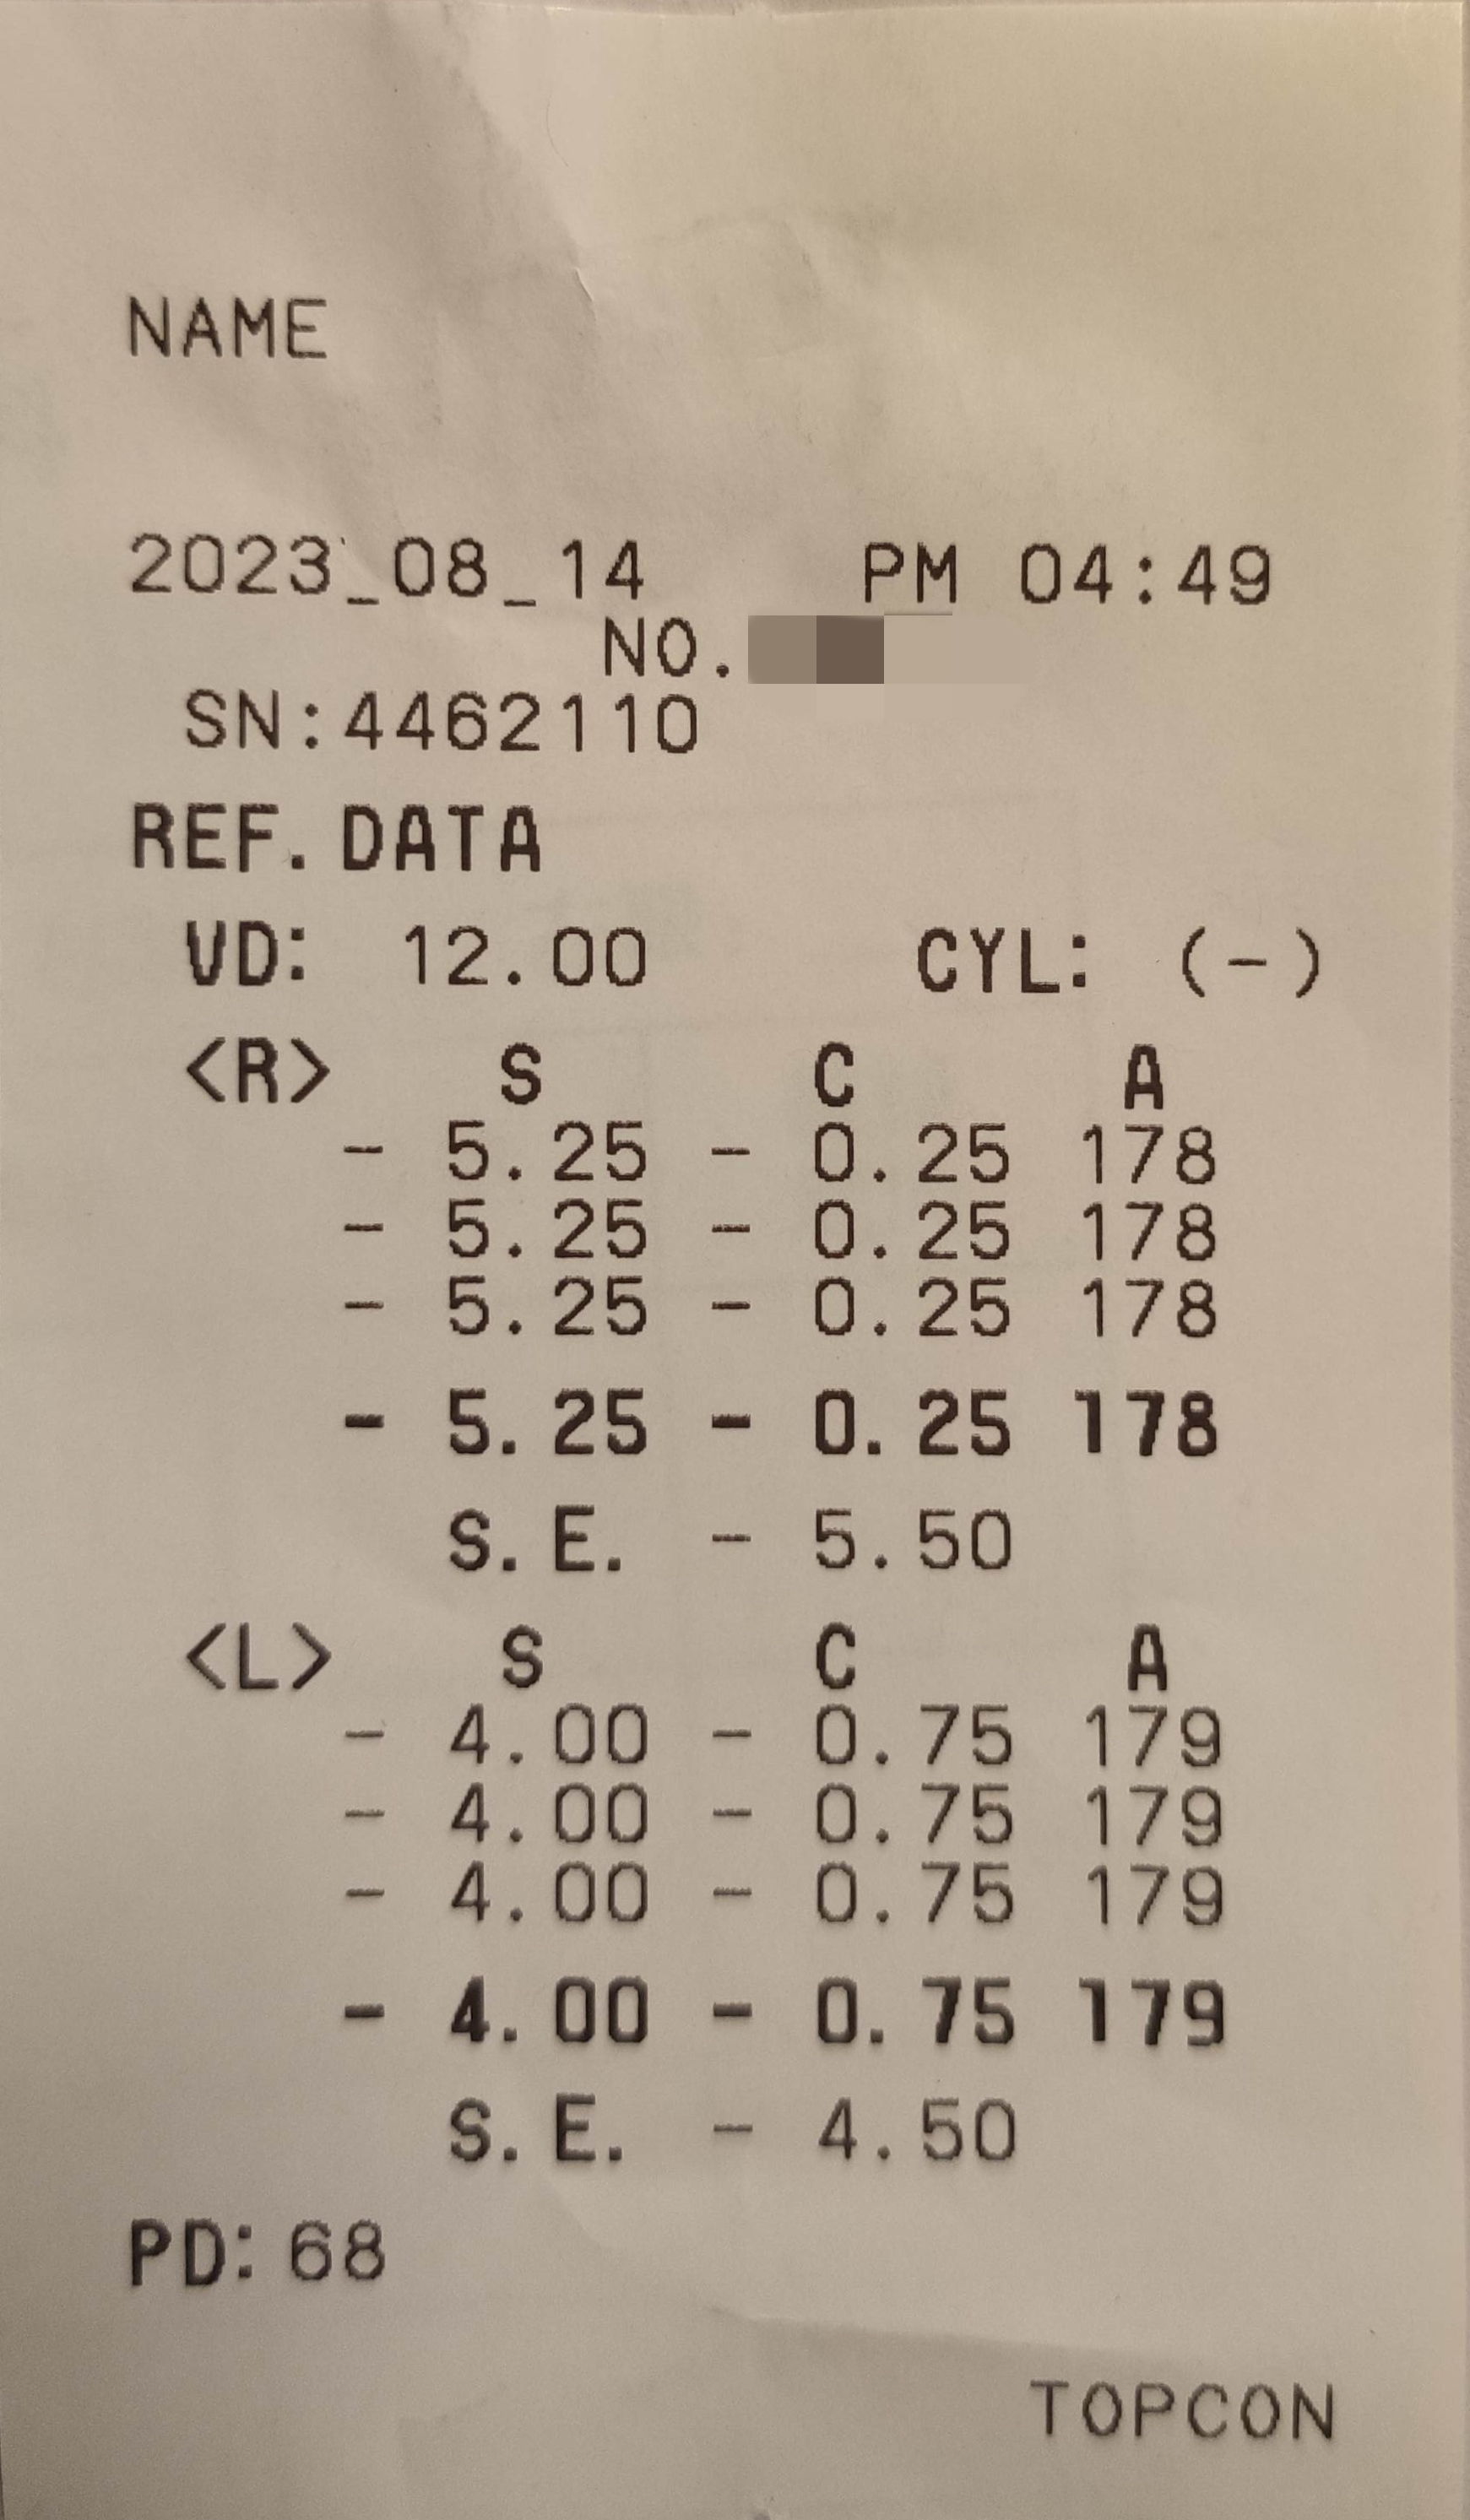 NAME
2023_08_14 PM 04:49
NO.
SN:4462110
REF.DATA
VD: 12.00 CYL: (-)
<R> S C A
- 5.25 - 0.25 178
- 5.25 - 0.25 178
- 5.25 - 0.25 178
- 5.25 - 0.25 178
S.E. - 5.50
<L> S C A
- 4.00 - 0.75 179
- 4.00 - 0.75 179
- 4.00 - 0.75 179
- 4.00 - 0.75 179
S.E. - 4.50
PD: 68
TOPCON